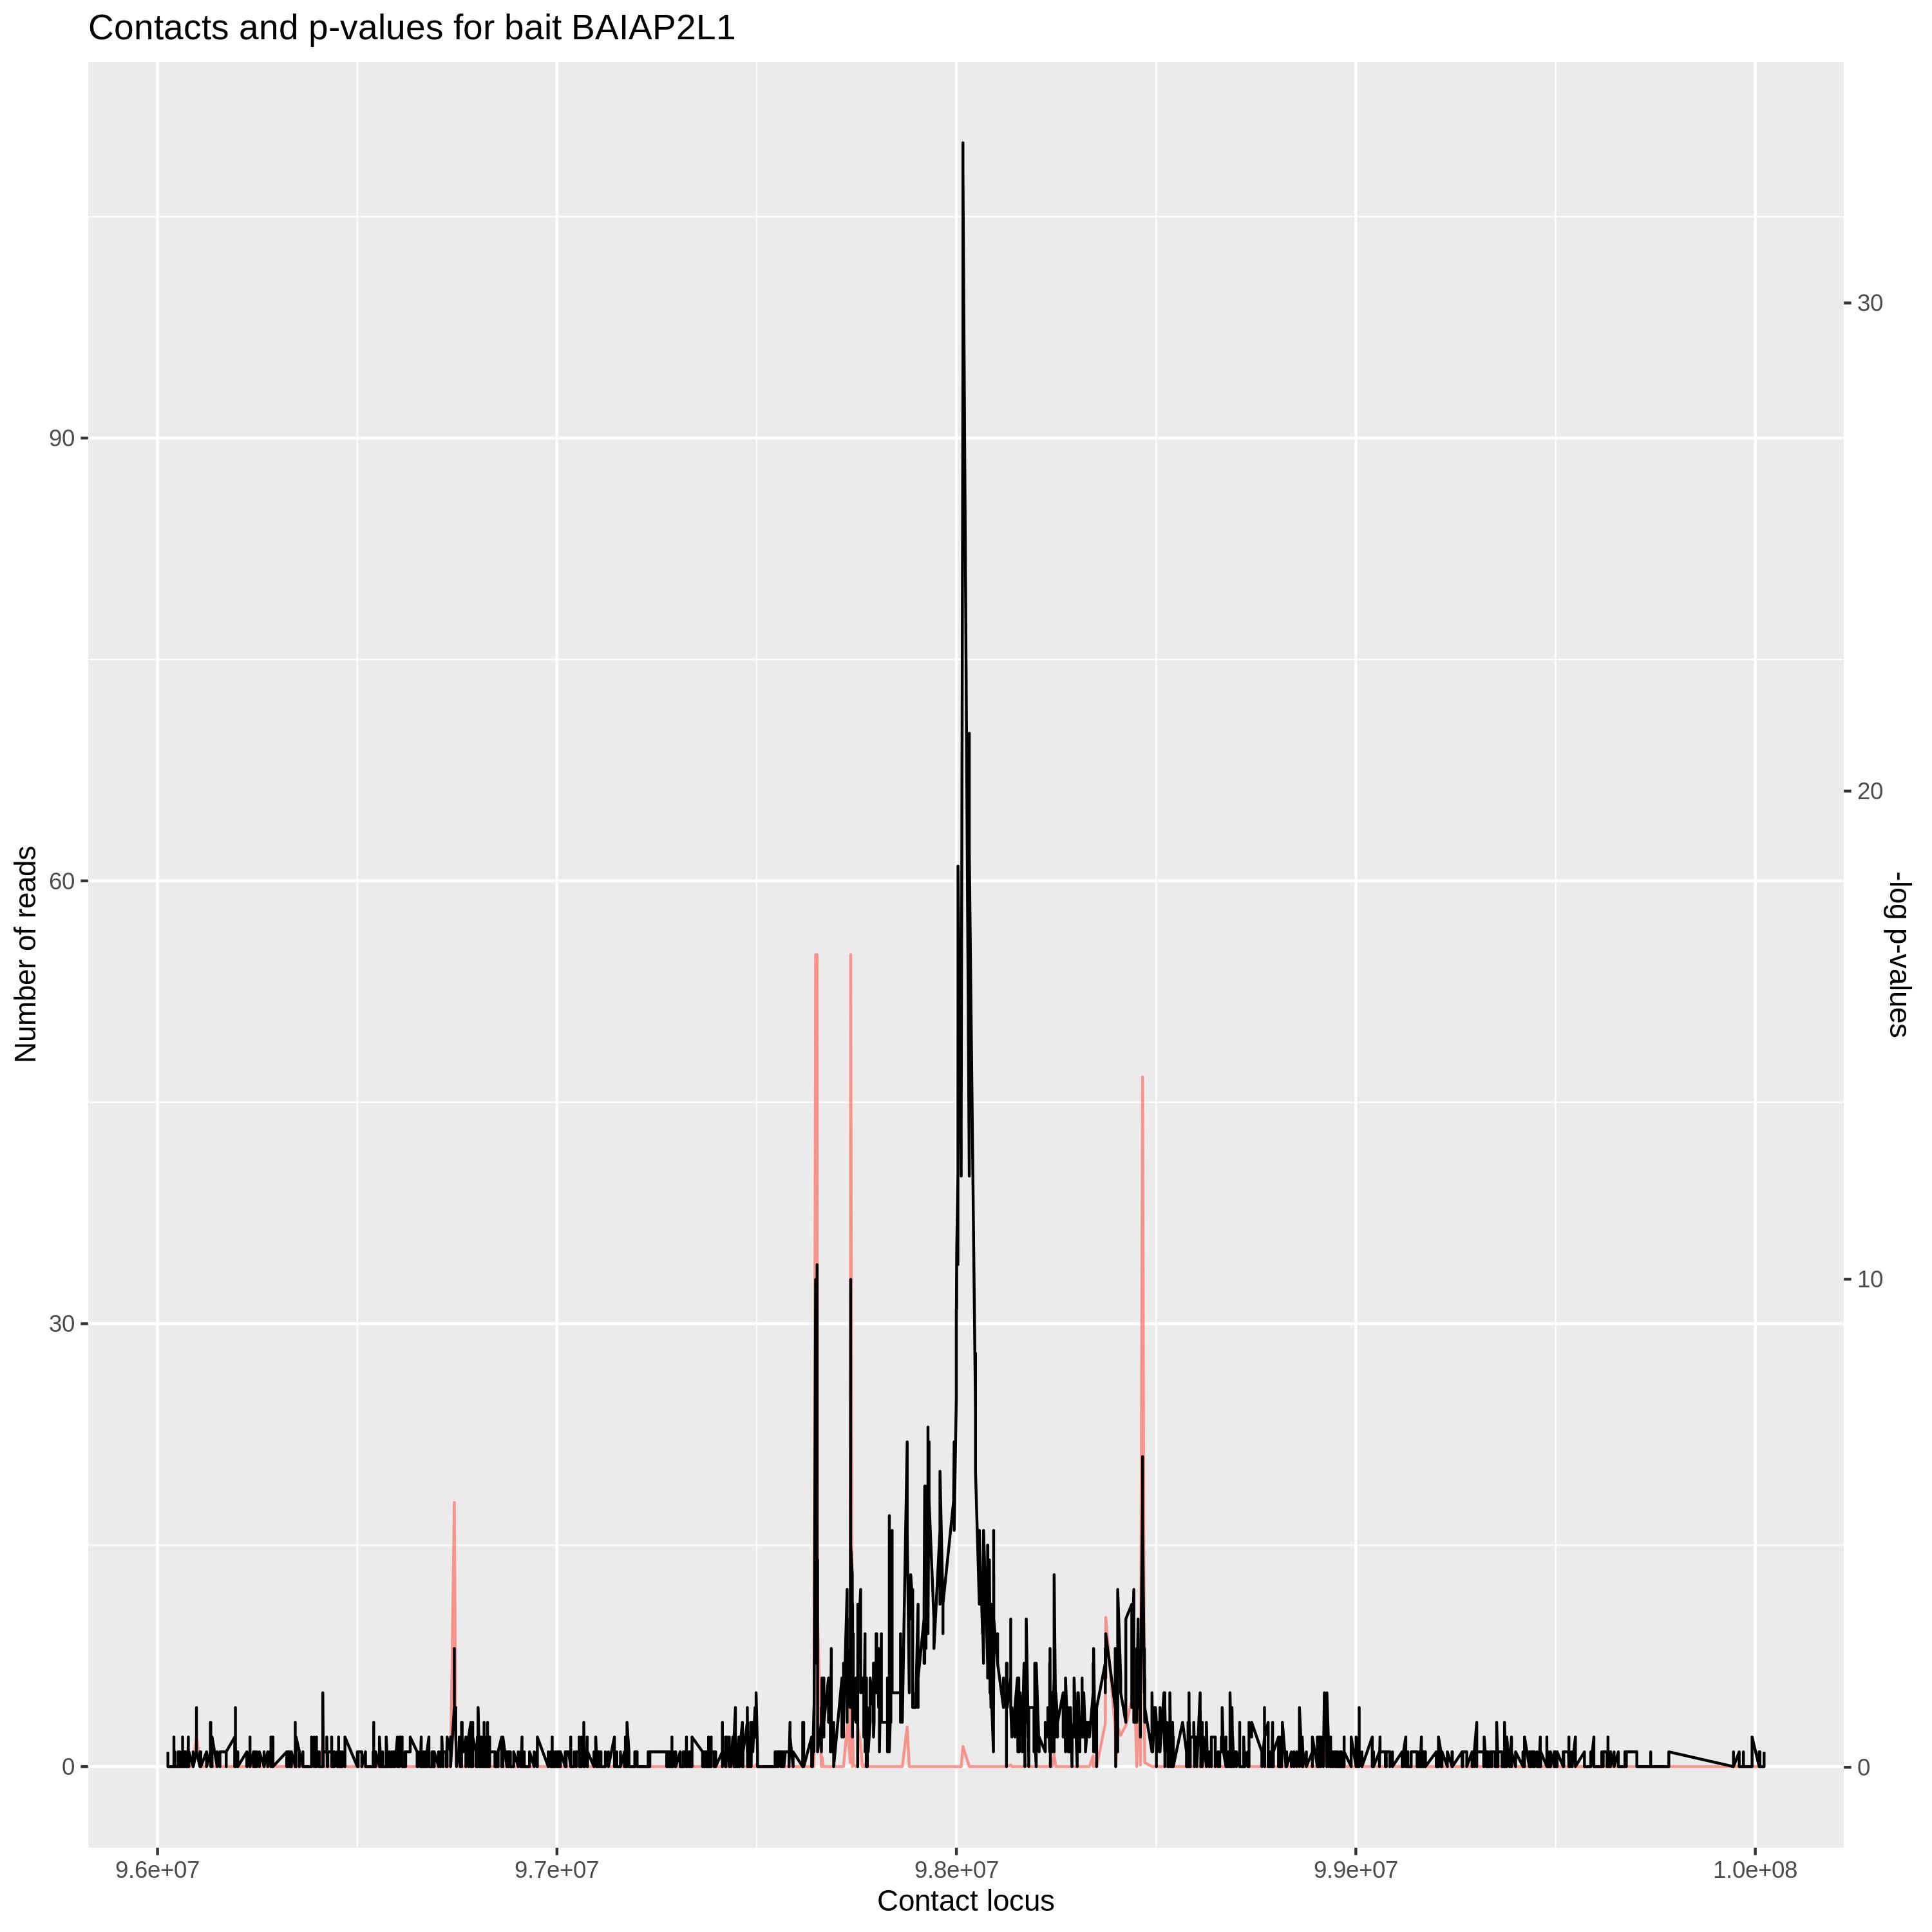 Contacts and p-values for bait BAIAP2L1
Number of reads
90
60
30
0
30
20
10
0
-log p-values
9.6e+07 9.7e+07 9.8e+07 9.9e+07 1.0e+08
Contact locus